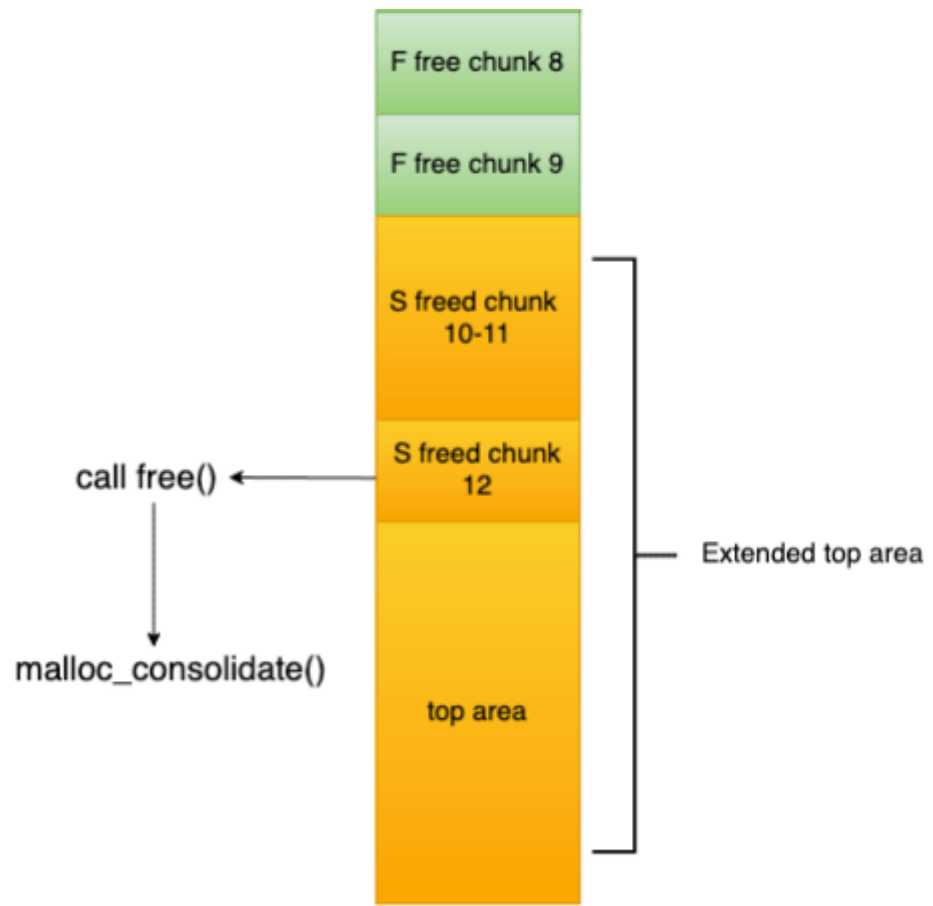 F free chunk 8
F free chunk 9
S freed chunk
10-11
S freed chunk
12
call free()
Extended top area
malloc_consolidate()
top area